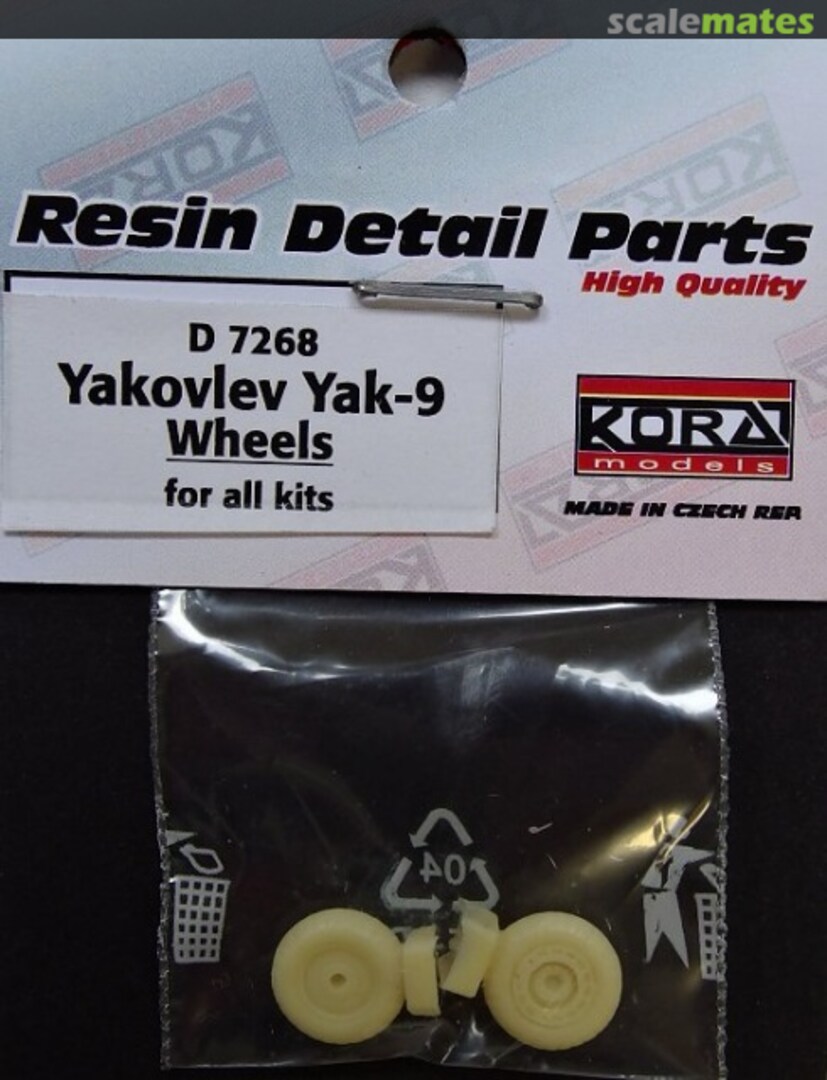 scalemates
Resin Detail Parts
High Quality
D 7268
Yakovlev Yak-9
Wheels
for all kits
KORA
models
MADE IN CZECH REP.
04